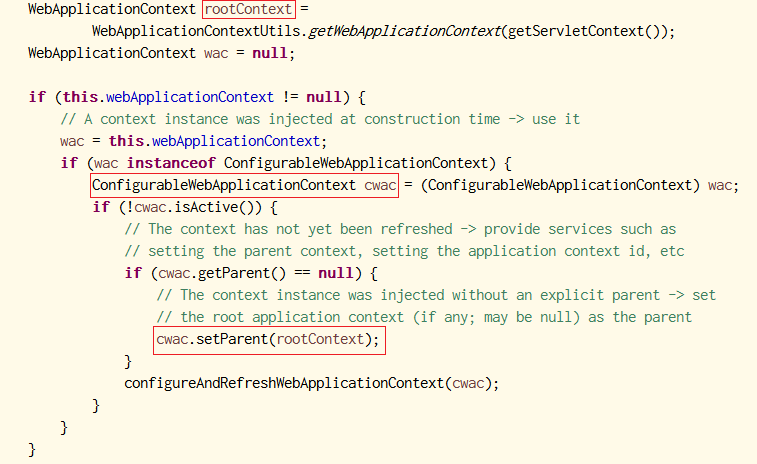 WebApplicationContext rootContext =
        WebApplicationContextUtils.getWebApplicationContext(getServletContext());
WebApplicationContext wac = null;

if (this.webApplicationContext != null) {
    // A context instance was injected at construction time -> use it
    wac = this.webApplicationContext;
    if (wac instanceof ConfigurableWebApplicationContext) {
        ConfigurableWebApplicationContext cwac = (ConfigurableWebApplicationContext) wac;
        if (!cwac.isActive()) {
            // The context has not yet been refreshed -> provide services such as
            // setting the parent context, setting the application context id, etc
            if (cwac.getParent() == null) {
                // The context instance was injected without an explicit parent -> set
                // the root application context (if any; may be null) as the parent
                cwac.setParent(rootContext);
            }
            configureAndRefreshWebApplicationContext(cwac);
        }
    }
}